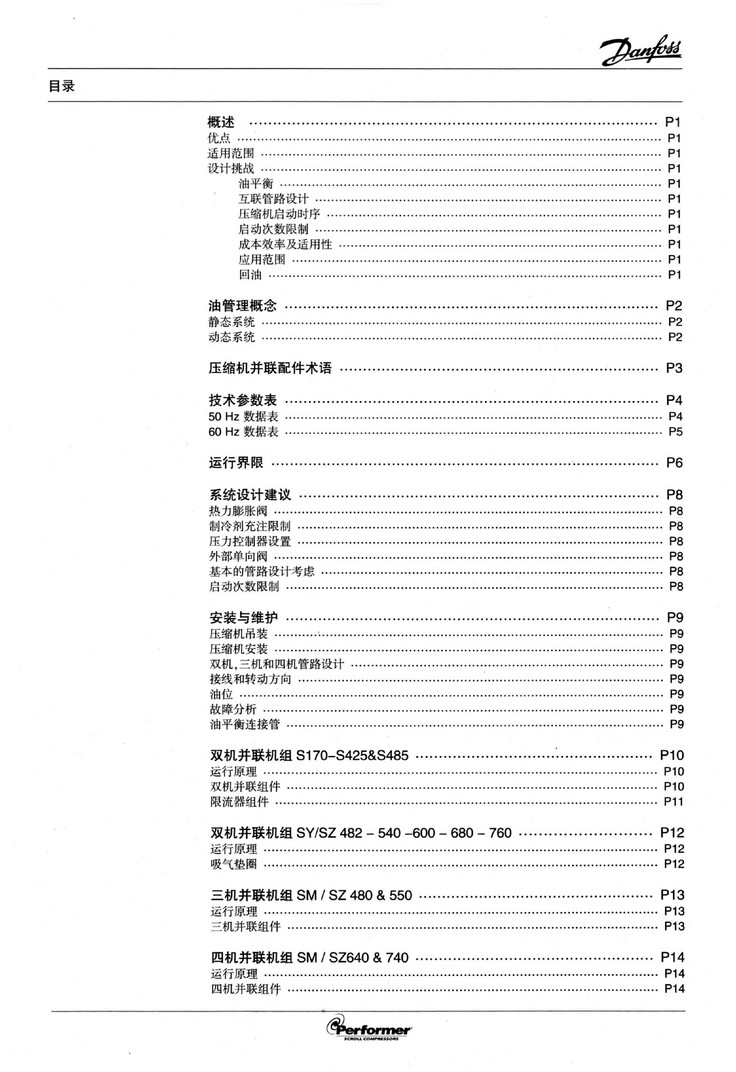 Danfoss
目录
概述 P1
优点 P1
适用范围 P1
设计挑战 P1
油平衡 P1
互联管路设计 P1
压缩机启动时序 P1
启动次数限制 P1
成本效率及适用性 P1
应用范围 P1
回油 P1
油管理概念 P2
静态系统 P2
动态系统 P2
压缩机并联配件术语 P3
技术参数表 P4
50 Hz 数据表 P4
60 Hz 数据表 P5
运行界限 P6
系统设计建议 P8
热力膨胀阀 P8
制冷剂充注限制 P8
压力控制器设置 P8
外部单向阀 P8
基本的管路设计考虑 P8
启动次数限制 P8
安装与维护 P9
压缩机吊装 P9
压缩机安装 P9
双机,三机和四机管路设计 P9
接线和转动方向 P9
油位 P9
故障分析 P9
油平衡连接管 P9
双机并联机组 S170–S425&S485 P10
运行原理 P10
双机并联组件 P10
限流器组件 P11
双机并联机组 SY/SZ 482 – 540 –600 – 680 – 760 P12
运行原理 P12
吸气垫圈 P12
三机并联机组 SM / SZ 480 & 550 P13
运行原理 P13
三机并联组件 P13
四机并联机组 SM / SZ640 & 740 P14
运行原理 P14
四机并联组件 P14
Performer
SCROLL COMPRESSORS